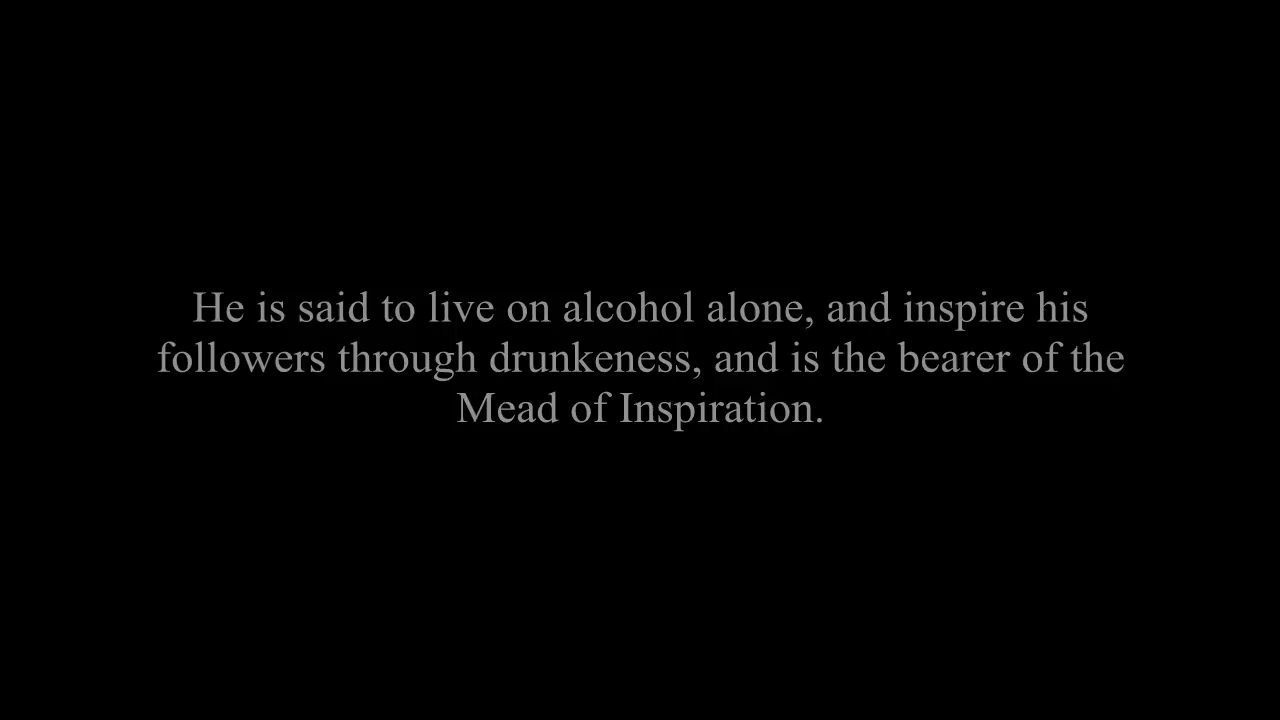 He is said to live on alcohol alone, and inspire his
followers through drunkeness, and is the bearer of the
Mead of Inspiration.